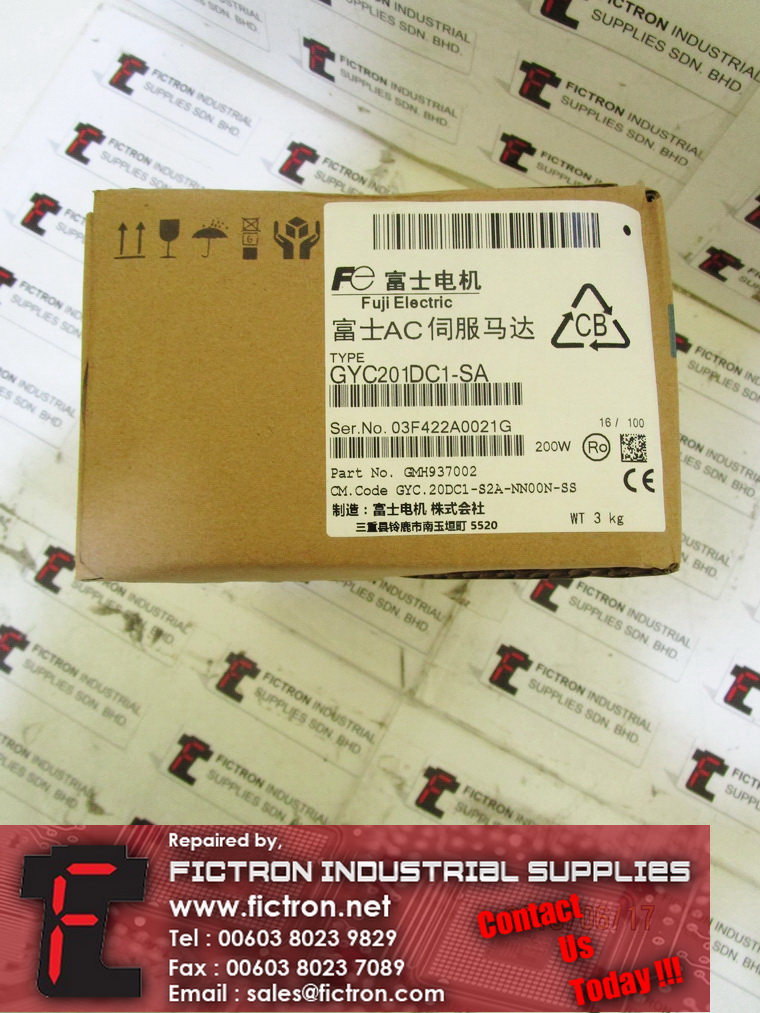 FICTRON INDUSTRIAL
SUPPLIES SDN. BHD.
Fe 富士电机
Fuji Electric
富士AC伺服马达
CB
TYPE
GYC201DC1-SA
Ser.No. 03F422A0021G
16 / 100
200W
Ro
Part No. GMH937002
CM.Code GYC.20DC1-S2A-NN00N-SS
CE
制造：富士电机 株式会社
三重县铃鹿市南玉垣町 5520
WT 3 kg
6
Repaired by,
FICTRON INDUSTRIAL SUPPLIES
www.fictron.net
Tel : 00603 8023 9829
Fax : 00603 8023 7089
Email : sales@fictron.com
Contact
Us
Today !!!